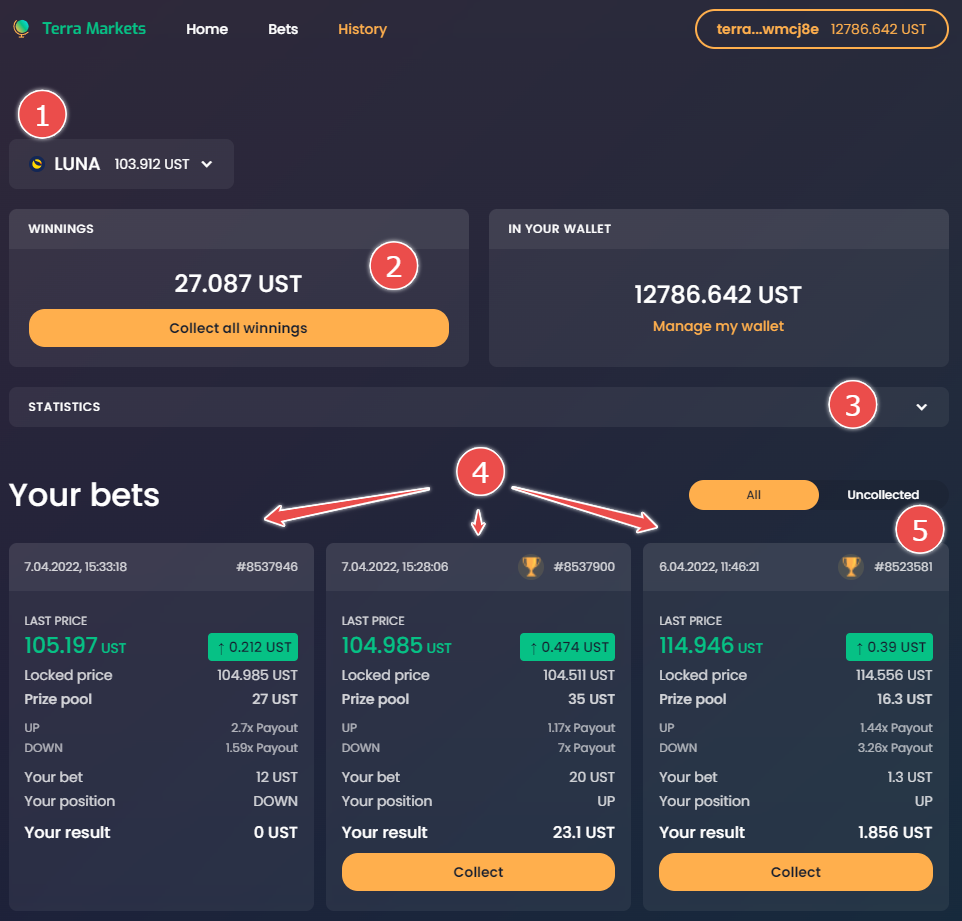 Terra Markets Home Bets History terra...wmcj8e 12786.642 UST
1
LUNA 103.912 UST
WINNINGS
2
27.087 UST
Collect all winnings
IN YOUR WALLET
12786.642 UST
Manage my wallet
STATISTICS
3
4
Your bets
All Uncollected
5
7.04.2022, 15:33:18 #8537946
LAST PRICE
105.197 UST ↑ 0.212 UST
Locked price 104.985 UST
Prize pool 27 UST
UP 2.7x Payout
DOWN 1.59x Payout
Your bet 12 UST
Your position DOWN
Your result 0 UST
7.04.2022, 15:28:06 #8537900
LAST PRICE
104.985 UST ↑ 0.474 UST
Locked price 104.511 UST
Prize pool 35 UST
UP 1.17x Payout
DOWN 7x Payout
Your bet 20 UST
Your position UP
Your result 23.1 UST
Collect
6.04.2022, 11:46:21 #8523581
LAST PRICE
114.946 UST ↑ 0.39 UST
Locked price 114.556 UST
Prize pool 16.3 UST
UP 1.44x Payout
DOWN 3.26x Payout
Your bet 1.3 UST
Your position UP
Your result 1.856 UST
Collect